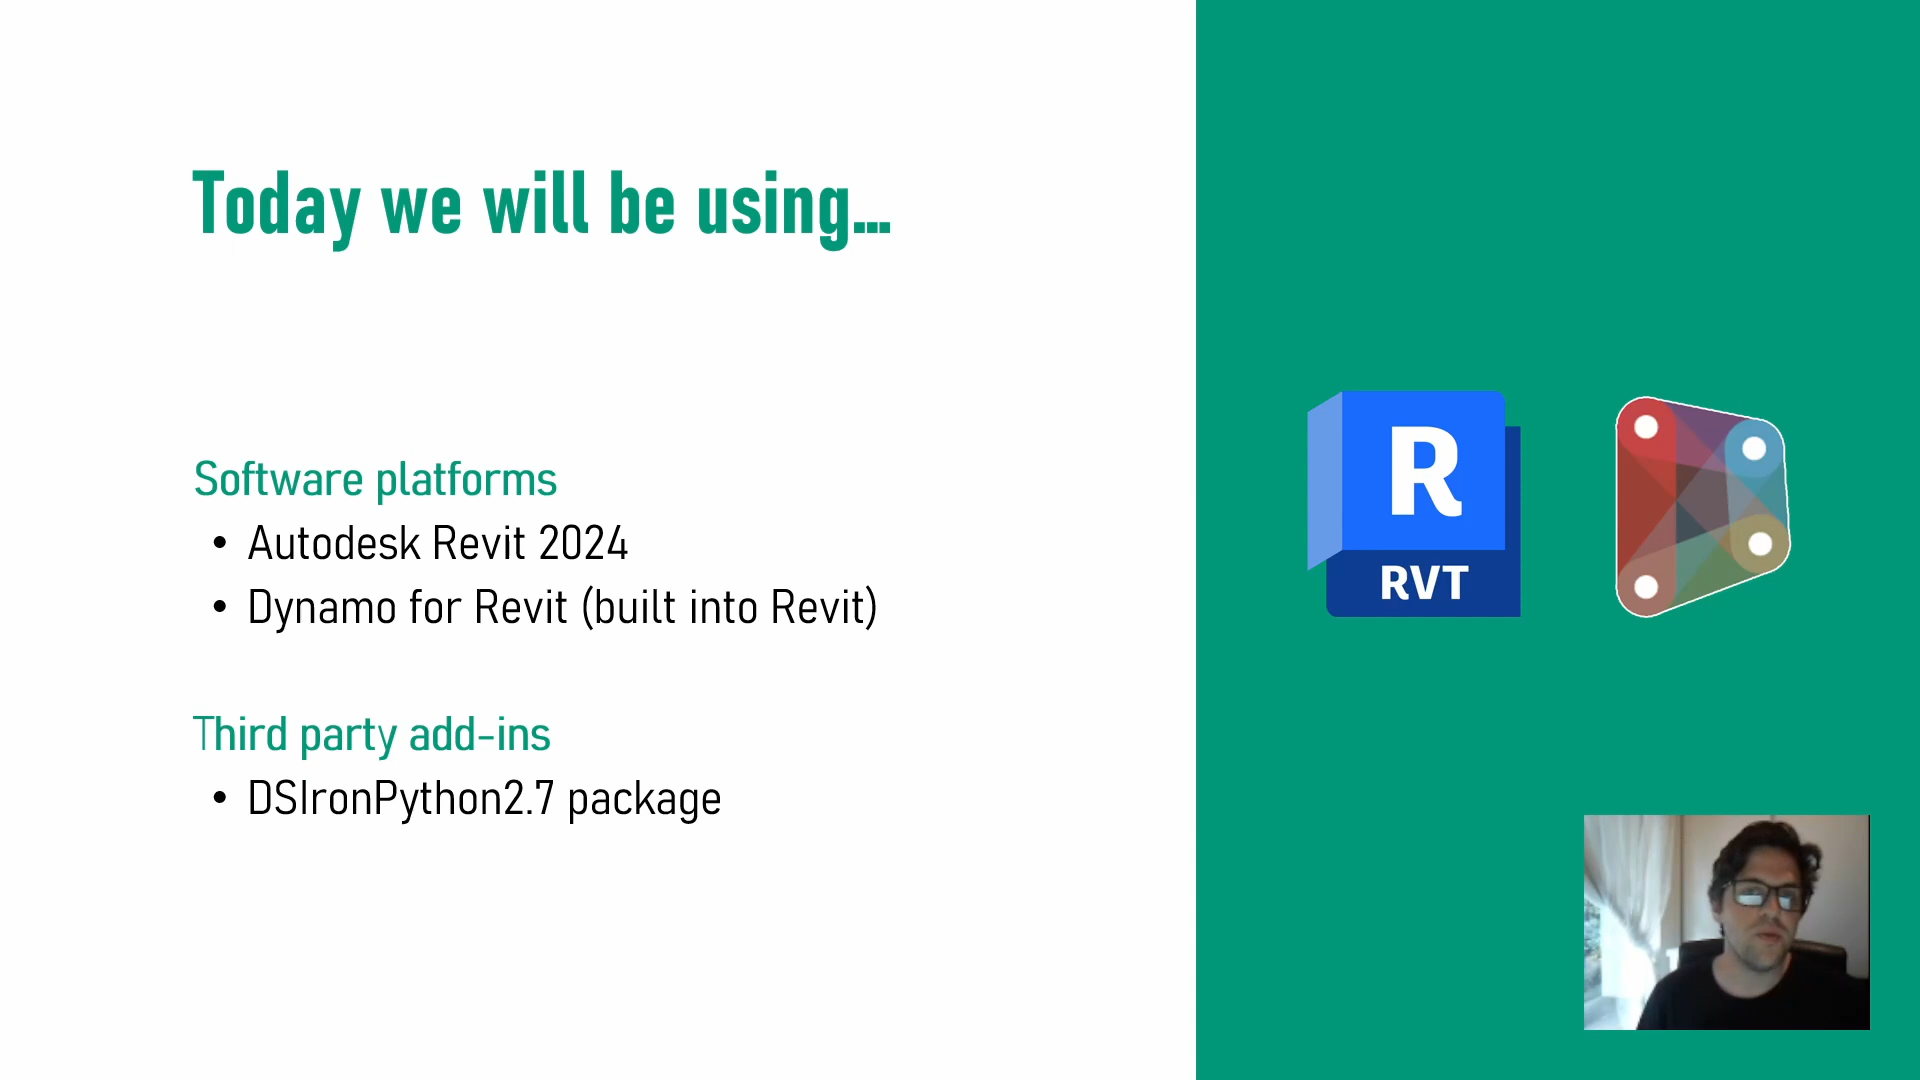 Today we will be using...
Software platforms
• Autodesk Revit 2024
• Dynamo for Revit (built into Revit)
Third party add-ins
• DSIronPython2.7 package
R
RVT